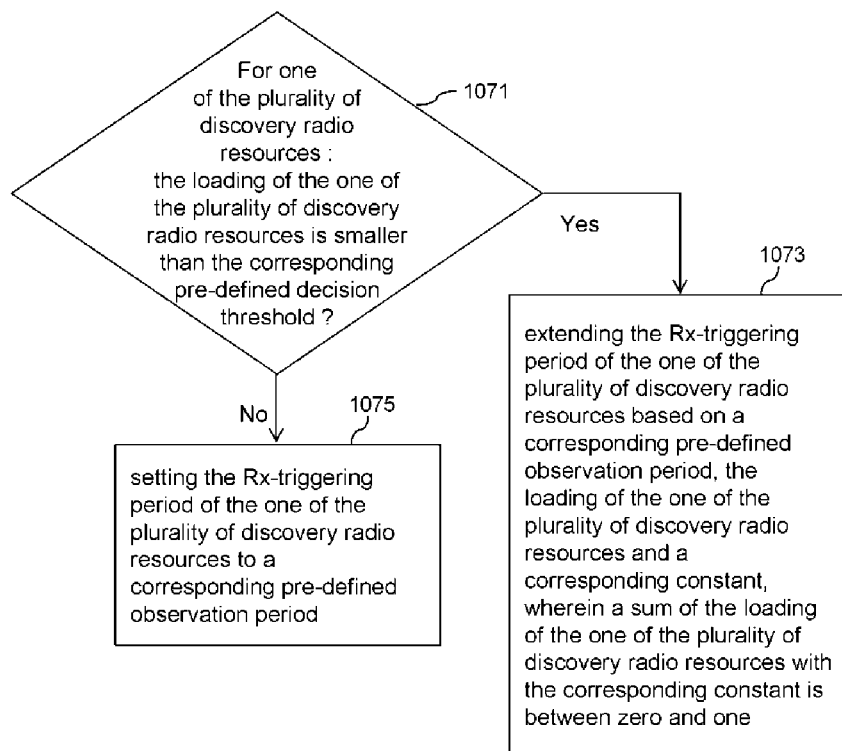 For one
of the plurality of
discovery radio
resources :
the loading of the one of
the plurality of discovery
radio resources is smaller
than the corresponding
pre-defined decision
threshold ?
1071
Yes
1073
extending the Rx-triggering
period of the one of the
plurality of discovery radio
resources based on a
corresponding pre-defined
observation period, the
loading of the one of the
plurality of discovery radio
resources and a
corresponding constant,
wherein a sum of the loading
of the one of the plurality of
discovery radio resources with
the corresponding constant is
between zero and one
No
1075
setting the Rx-triggering
period of the one of the
plurality of discovery radio
resources to a
corresponding pre-defined
observation period